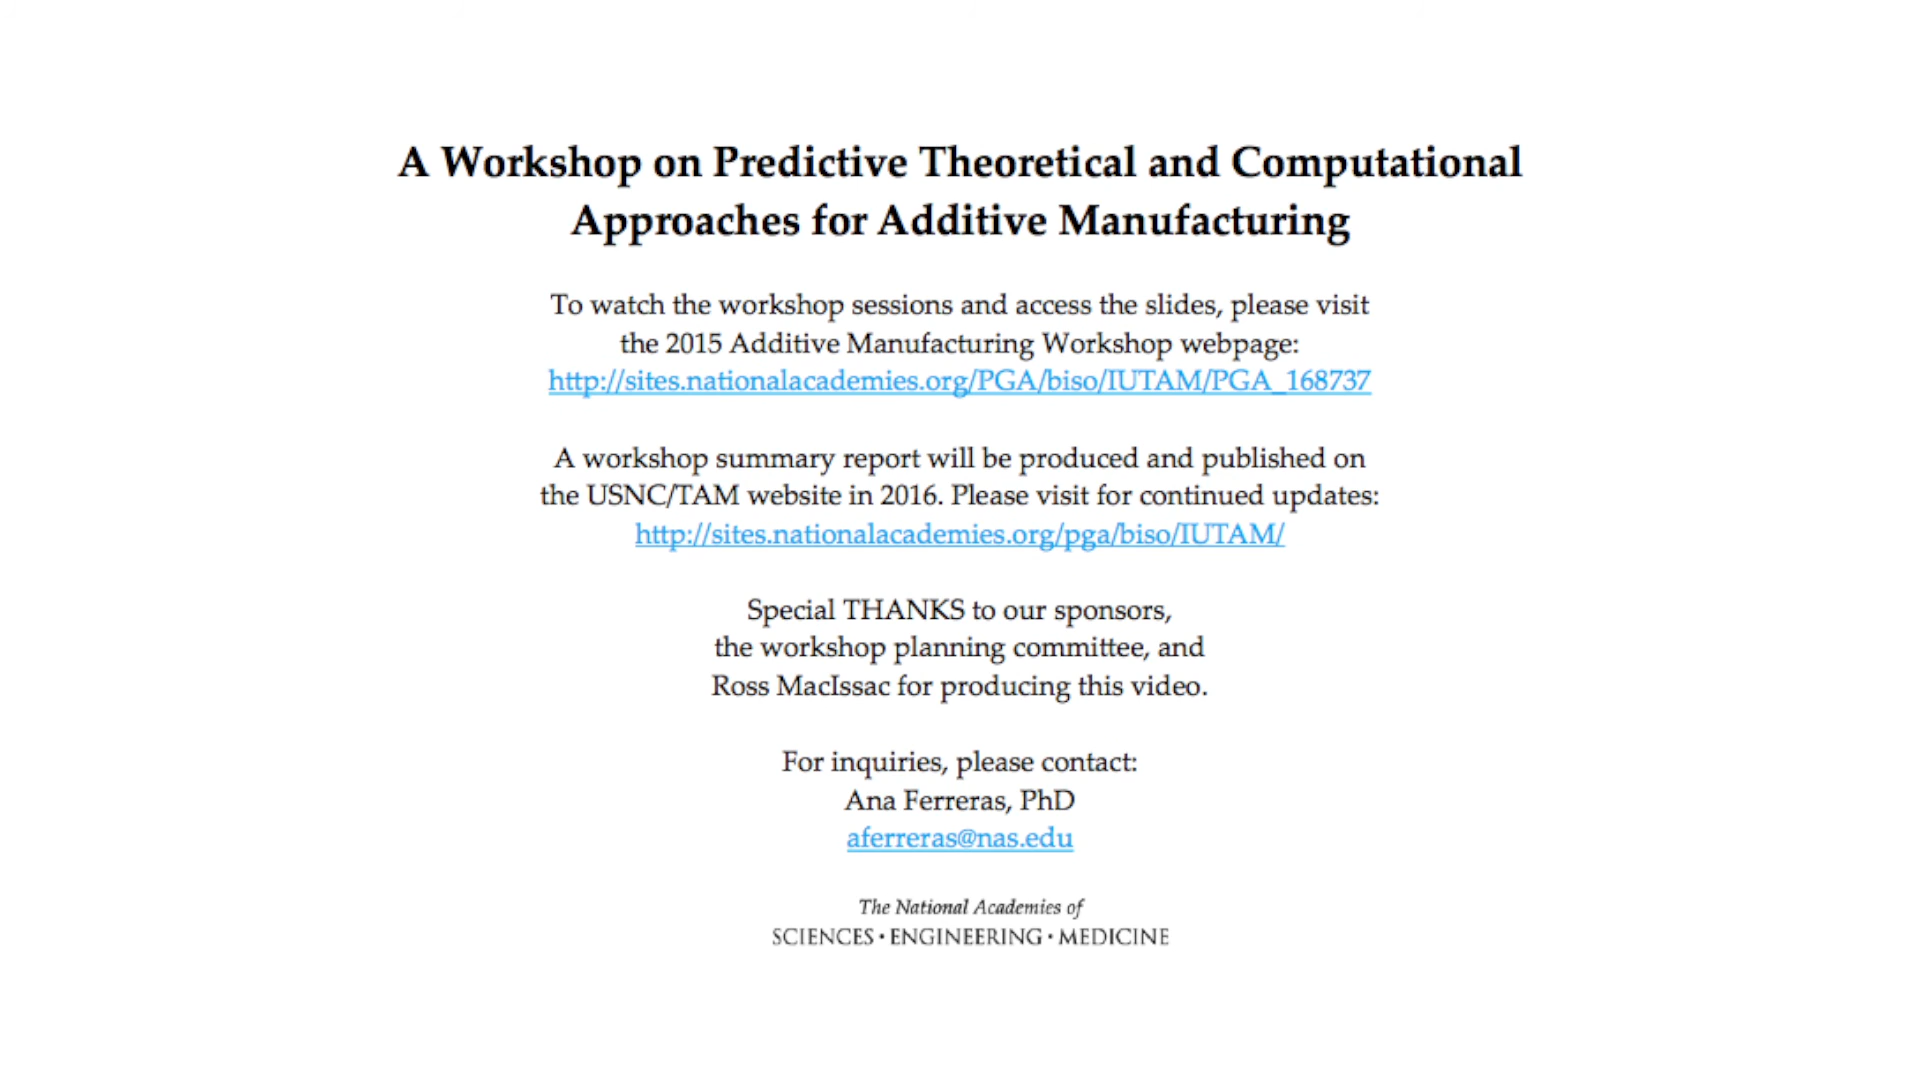 A Workshop on Predictive Theoretical and Computational
Approaches for Additive Manufacturing
To watch the workshop sessions and access the slides, please visit
the 2015 Additive Manufacturing Workshop webpage:
http://sites.nationalacademies.org/PGA/biso/IUTAM/PGA_168737
A workshop summary report will be produced and published on
the USNC/TAM website in 2016. Please visit for continued updates:
http://sites.nationalacademies.org/pga/biso/IUTAM/
Special THANKS to our sponsors,
the workshop planning committee, and
Ross MacIssac for producing this video.
For inquiries, please contact:
Ana Ferreras, PhD
aferreras@nas.edu
The National Academies of
SCIENCES • ENGINEERING • MEDICINE